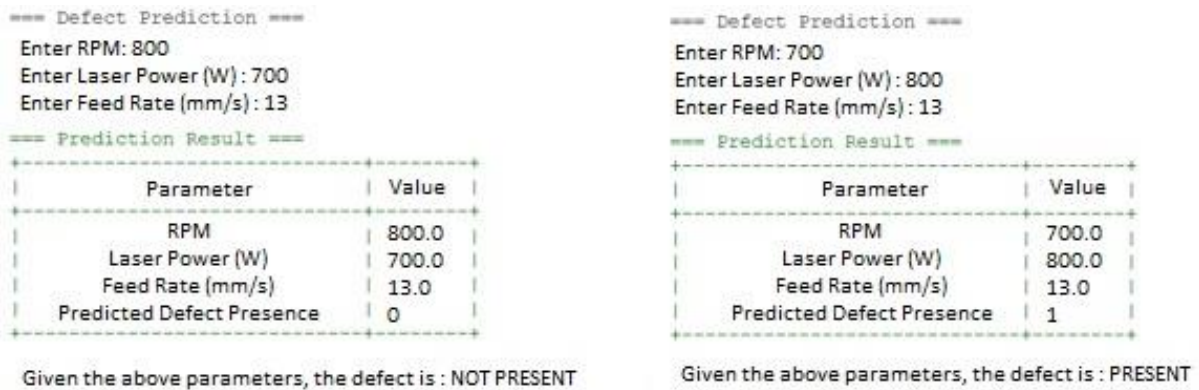 === Defect Prediction ===
Enter RPM: 800
Enter Laser Power (W) : 700
Enter Feed Rate (mm/s) : 13
=== Prediction Result ===
Parameter | Value
RPM | 800.0
Laser Power (W) | 700.0
Feed Rate (mm/s) | 13.0
Predicted Defect Presence | 0
Given the above parameters, the defect is : NOT PRESENT
=== Defect Prediction ===
Enter RPM: 700
Enter Laser Power (W) : 800
Enter Feed Rate (mm/s) : 13
=== Prediction Result ===
Parameter | Value
RPM | 700.0
Laser Power (W) | 800.0
Feed Rate (mm/s) | 13.0
Predicted Defect Presence | 1
Given the above parameters, the defect is : PRESENT